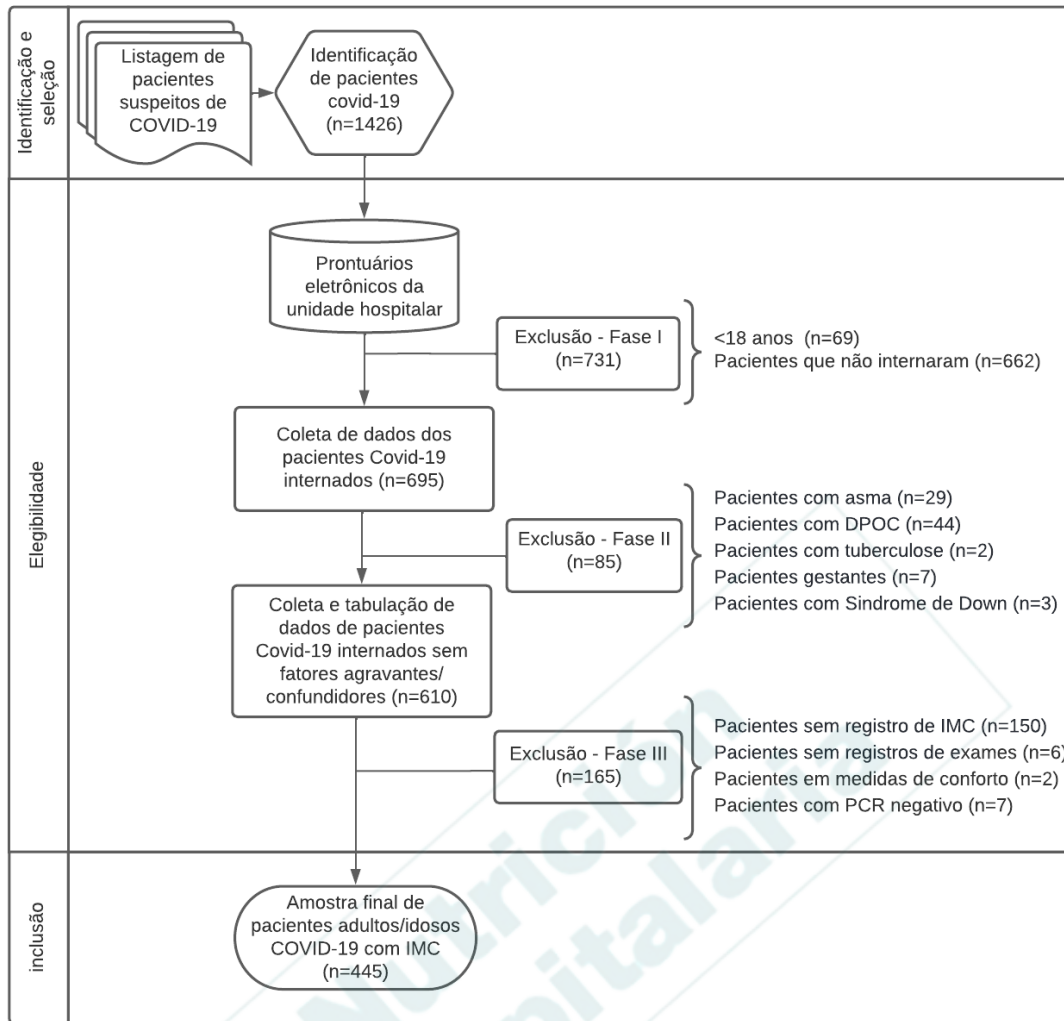 Identificação e
seleção
Listagem de
pacientes
suspeitos de
COVID-19
Identificação
de pacientes
covid-19
(n=1426)
Elegibilidade
Prontuários
eletrônicos da
unidade hospitalar
Exclusão - Fase I
(n=731)
<18 anos (n=69)
Pacientes que não internaram (n=662)
Coleta de dados dos
pacientes Covid-19
internados (n=695)
Exclusão - Fase II
(n=85)
Pacientes com asma (n=29)
Pacientes com DPOC (n=44)
Pacientes com tuberculose (n=2)
Pacientes gestantes (n=7)
Pacientes com Sindrome de Down (n=3)
Coleta e tabulação de
dados de pacientes
Covid-19 internados sem
fatores agravantes/
confundidores (n=610)
Exclusão - Fase III
(n=165)
Pacientes sem registro de IMC (n=150)
Pacientes sem registros de exames (n=6)
Pacientes em medidas de conforto (n=2)
Pacientes com PCR negativo (n=7)
inclusão
Amostra final de
pacientes adultos/idosos
COVID-19 com IMC
(n=445)
Nutrición
pitalaria